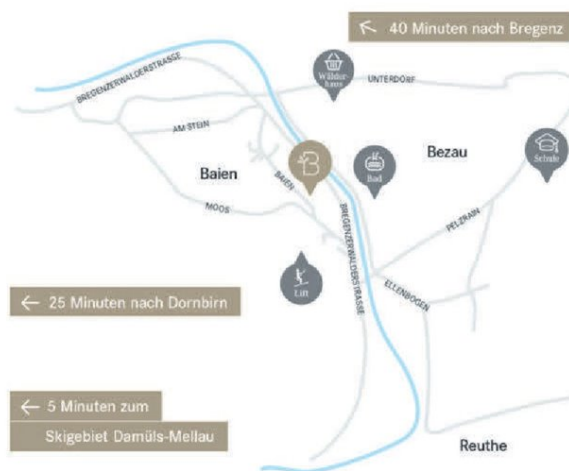 40 Minuten nach Bregenz
BREGENZERWALDERSTRASSE
Wälder-
haus
UNTERDORF
AM STEIN
Baien
BAIEN
B
Bad
Bezau
Schule
MOOS
BREGENZERWALDERSTRASSE
PELZRAIN
Lift
ELLENBOGEN
25 Minuten nach Dornbirn
5 Minuten zum
Skigebiet Damüls-Mellau
Reuthe